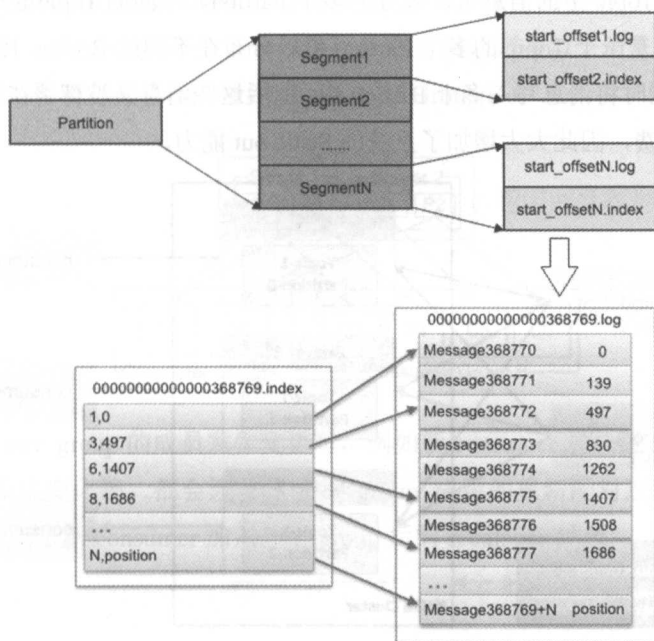 Partition
Segment1
Segment2
........
SegmentN
start_offset1.log
start_offset2.index
start_offsetN.log
start_offsetN.index
00000000000000368769.index
1,0
3,497
6,1407
8,1686
...
N,position
00000000000000368769.log
Message368770 0
Message368771 139
Message368772 497
Message368773 830
Message368774 1262
Message368775 1407
Message368776 1508
Message368777 1686
...
Message368769+N position